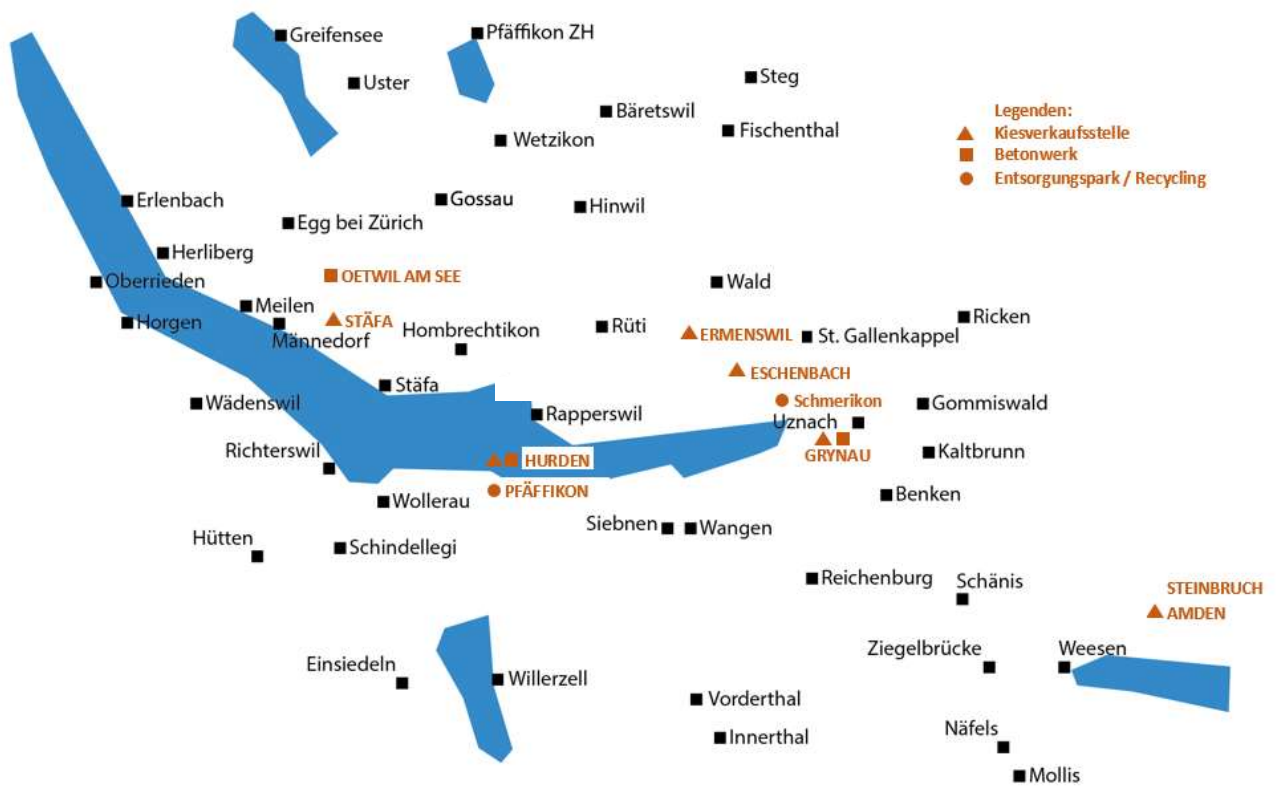 Greifensee
Pfäffikon ZH
Uster
Steg
Bäretswil
Legenden:
Kiesverkaufsstelle
Wetzikon
Fischenthal
Betonwerk
Entsorgungspark / Recycling
Erlenbach
Gossau
Hinwil
Egg bei Zürich
Herliberg
Oberrieden
OETWIL AM SEE
Wald
Meilen
Horgen
STÄFA
Männedorf
Hombrechtikon
Rüti
ERMENSWIL
St. Gallenkappel
Ricken
ESCHENBACH
Stäfa
Wädenswil
Rapperswil
Schmerikon
Gommiswald
Uznach
Richterswil
HURDEN
GRYNAU
Kaltbrunn
PFÄFFIKON
Wollerau
Benken
Siebnen
Wangen
Hütten
Schindellegi
Reichenburg
Schänis
STEINBRUCH
AMDEN
Einsiedeln
Willerzell
Ziegelbrücke
Weesen
Vorderthal
Innerthal
Näfels
Mollis